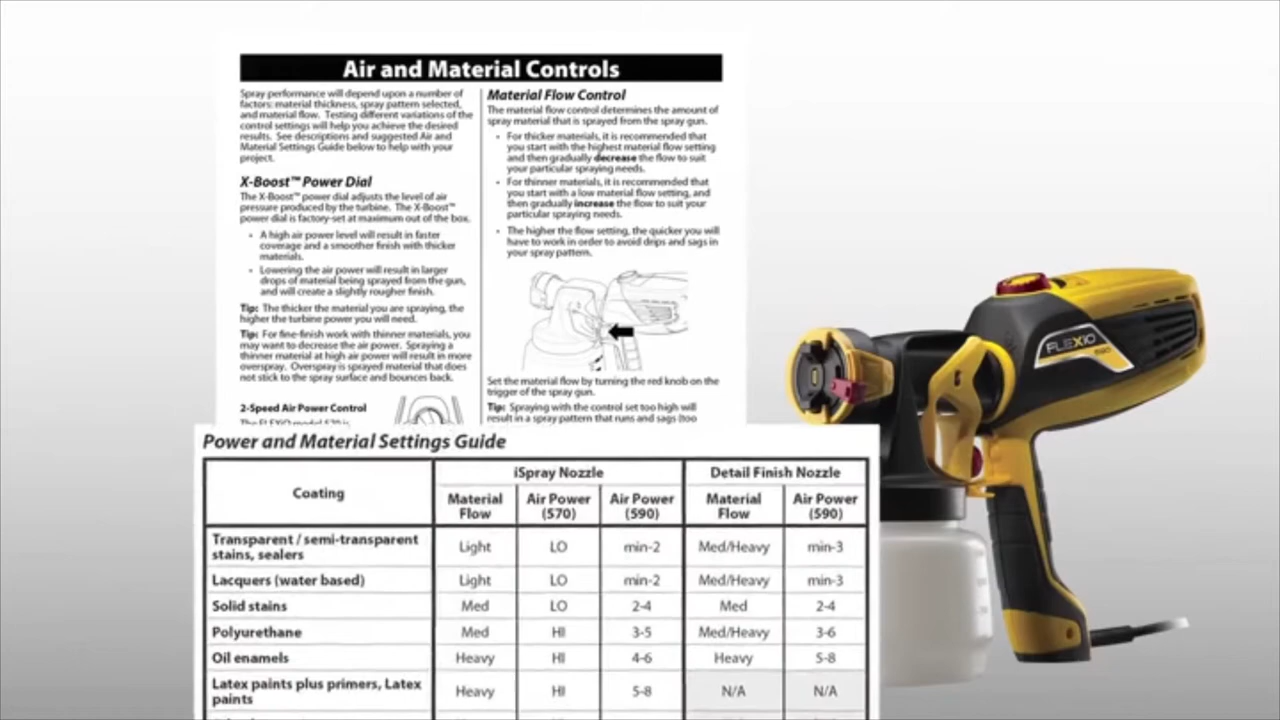 Air and Material Controls
Spray performance will depend upon a number of
factors: material thickness, spray pattern selected,
and material flow. Testing different variations of the
control settings will help you achieve the desired
results. See descriptions and suggested Air and
Material Settings Guide below to help with your
project.
X-Boost™ Power Dial
The X-Boost™ power dial adjusts the level of air
pressure produced by the turbine. The X-Boost™
power dial is factory-set at maximum out of the box.
• A high air power level will result in faster
coverage and a smoother finish with thicker
materials.
• Lowering the air power will result in larger
drops of material being sprayed from the gun,
and will create a slightly rougher finish.
Tip: The thicker the material you are spraying, the
higher the turbine power you will need.
Tip: For fine-finish work with thinner materials, you
may want to decrease the air power. Spraying a
thinner material at high air power will result in more
overspray. Overspray is sprayed material that does
not stick to the spray surface and bounces back.
2-Speed Air Power Control
The FLEXiO model 570 is
Material Flow Control
The material flow control determines the amount of
spray material that is sprayed from the spray gun.
• For thicker materials, it is recommended that
you start with the highest material flow setting
and then gradually decrease the flow to suit
your particular spraying needs.
• For thinner materials, it is recommended that
you start with a low material flow setting, and
then gradually increase the flow to suit your
particular spraying needs.
• The higher the flow setting, the quicker you will
have to work in order to avoid drips and sags in
your spray pattern.
Set the material flow by turning the red knob on the
trigger of the spray gun.
Tip: Spraying with the control set too high will
result in a spray pattern that runs and sags (too
FLEXiO
590
Power and Material Settings Guide
Coating iSpray Nozzle Detail Finish Nozzle
Material Flow Air Power (570) Air Power (590) Material Flow Air Power (590)
Transparent / semi-transparent
stains, sealers Light LO min-2 Med/Heavy min-3
Lacquers (water based) Light LO min-2 Med/Heavy min-3
Solid stains Med LO 2-4 Med 2-4
Polyurethane Med HI 3-5 Med/Heavy 3-6
Oil enamels Heavy HI 4-6 Heavy 5-8
Latex paints plus primers, Latex
paints Heavy HI 5-8 N/A N/A